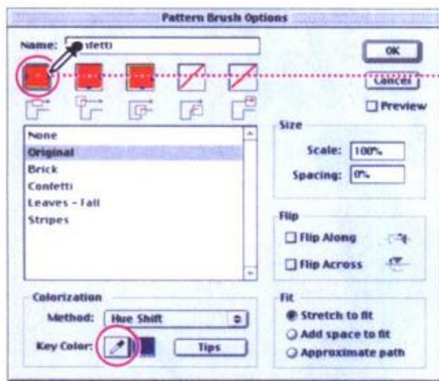 Pattern Brush Options
Name: Confetti
OK
Cancel
Preview
None
Original
Brick
Confetti
Leaves - Fall
Stripes
Size
Scale: 100%
Spacing: 0%
Flip
Flip Along
Flip Across
Colorization
Method: Hue Shift
Key Color:
Tips
Fit
Stretch to fit
Add space to fit
Approximate path